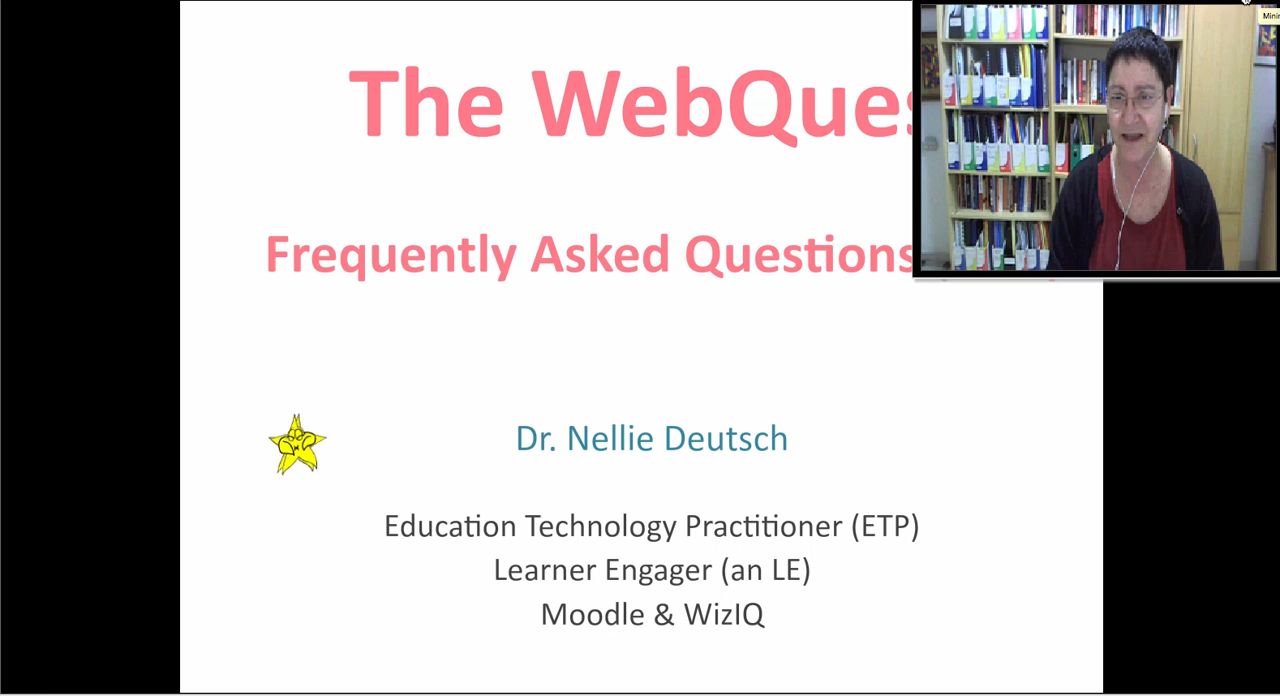 The WebQues
Frequently Asked Questions
Dr. Nellie Deutsch
Education Technology Practitioner (ETP)
Learner Engager (an LE)
Moodle & WizIQ